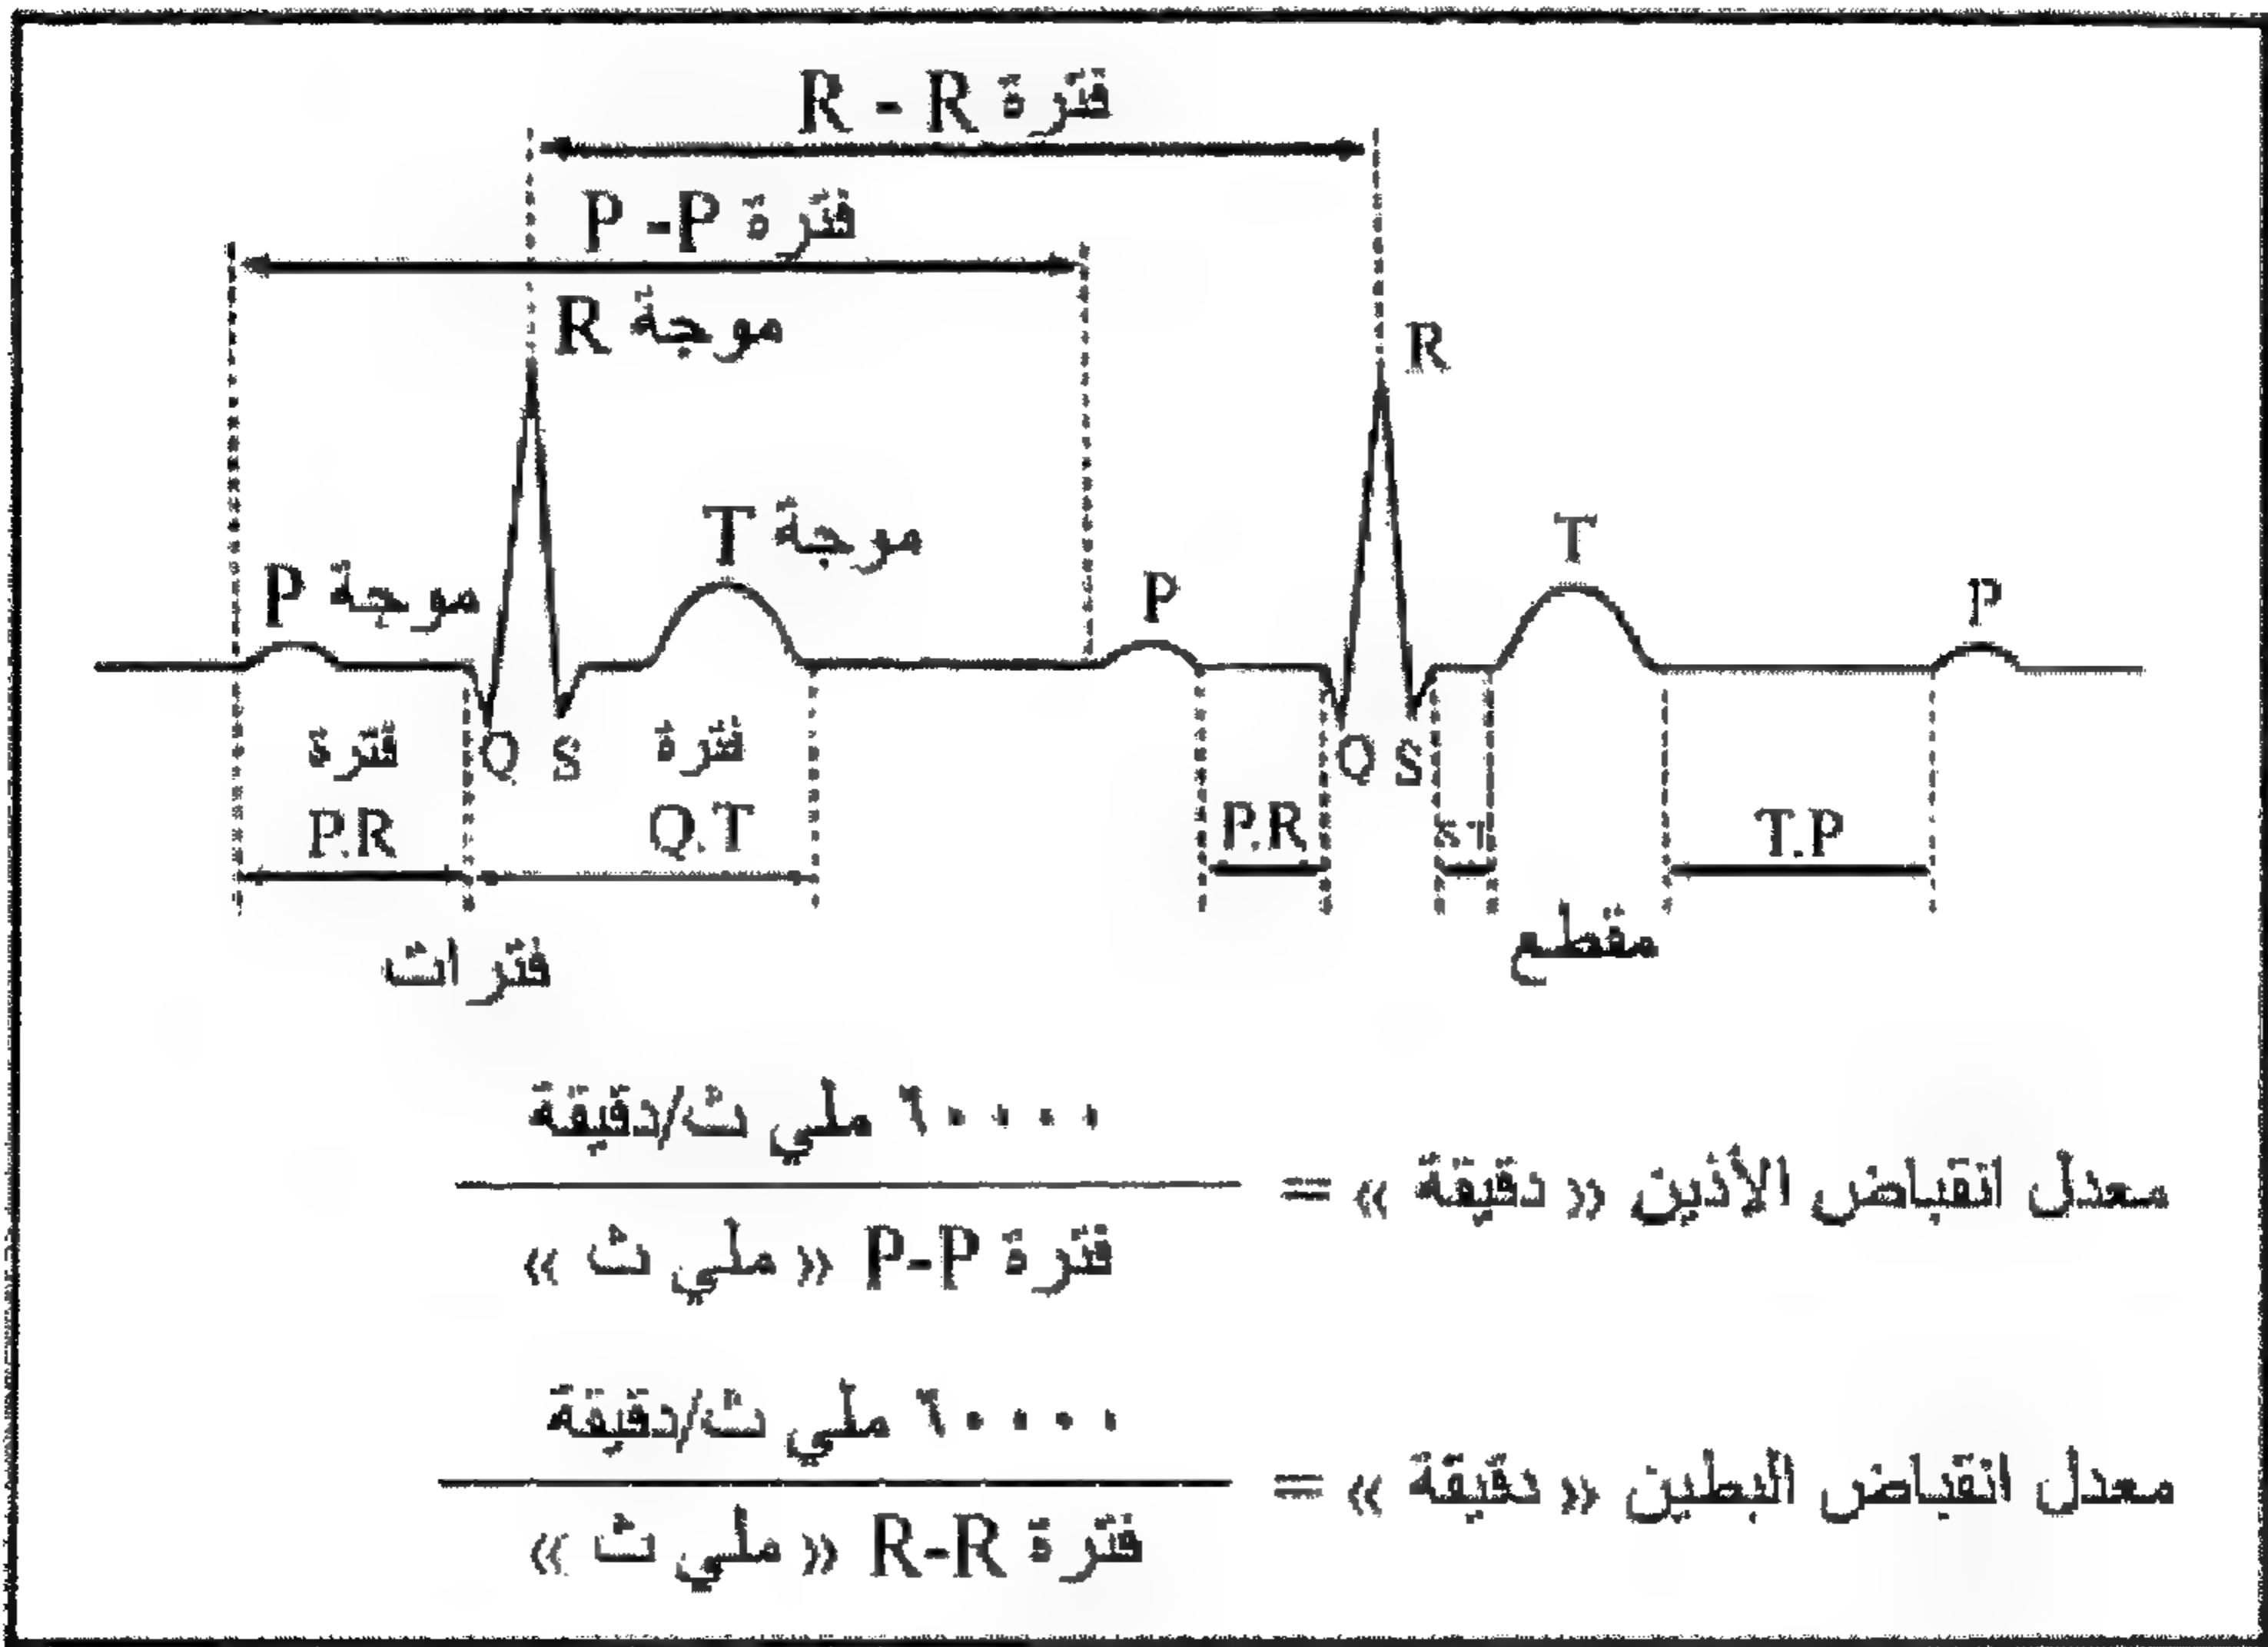 فترة R - R
فترة P -P
موجة R
R
موجة T
T
موجة P
P
P
Q S
Q S
فترة P.R
فترة Q.T
P.R
ST
T.P
فترات
مقطع
معدل انقباض الأذين « دقيقة » =
٦٠٠٠٠ ملي ث/دقيقة
فترة P-P « ملي ث »
معدل انقباض البطين « دقيقة » =
٦٠٠٠٠ ملي ث/دقيقة
فترة R-R « ملي ث »